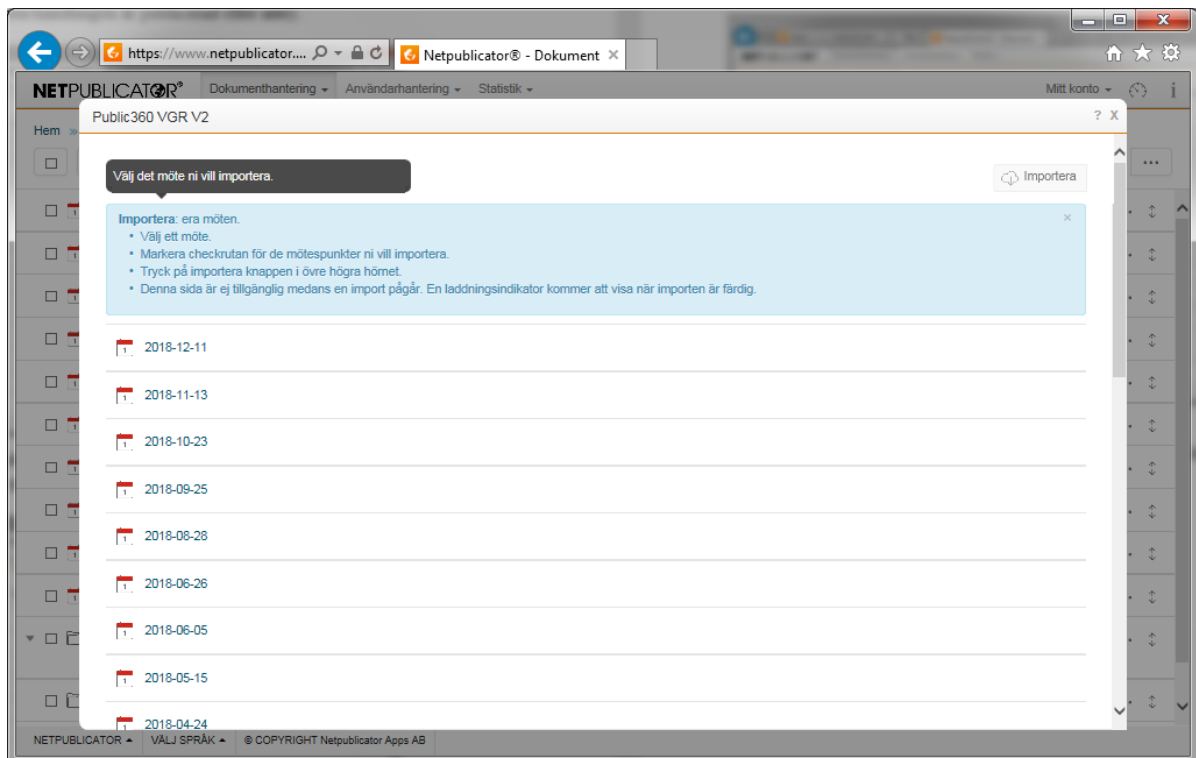 https://www.netpublicator....
Netpublicator® - Dokument
NETPUBLICATOR®
Dokumenthantering
Användarhantering
Statistik
Mitt konto
Hem »
Public360 VGR V2
? X
Välj det möte ni vill importera.
Importera
Importera: era möten.
• Välj ett möte.
• Markera checkrutan för de mötespunkter ni vill importera.
• Tryck på importera knappen i övre högra hörnet.
• Denna sida är ej tillgänglig medans en import pågår. En laddningsindikator kommer att visa när importen är färdig.
2018-12-11
2018-11-13
2018-10-23
2018-09-25
2018-08-28
2018-06-26
2018-06-05
2018-05-15
2018-04-24
NETPUBLICATOR
VÄLJ SPRÅK
© COPYRIGHT Netpublicator Apps AB